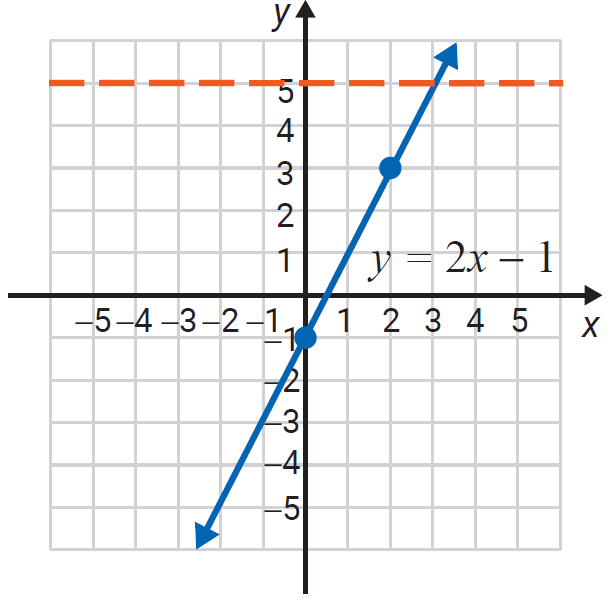 y
5
4
3
2
1
y = 2x – 1
–5 –4 –3 –2 –1 1 2 3 4 5
x
–1
–2
–3
–4
–5